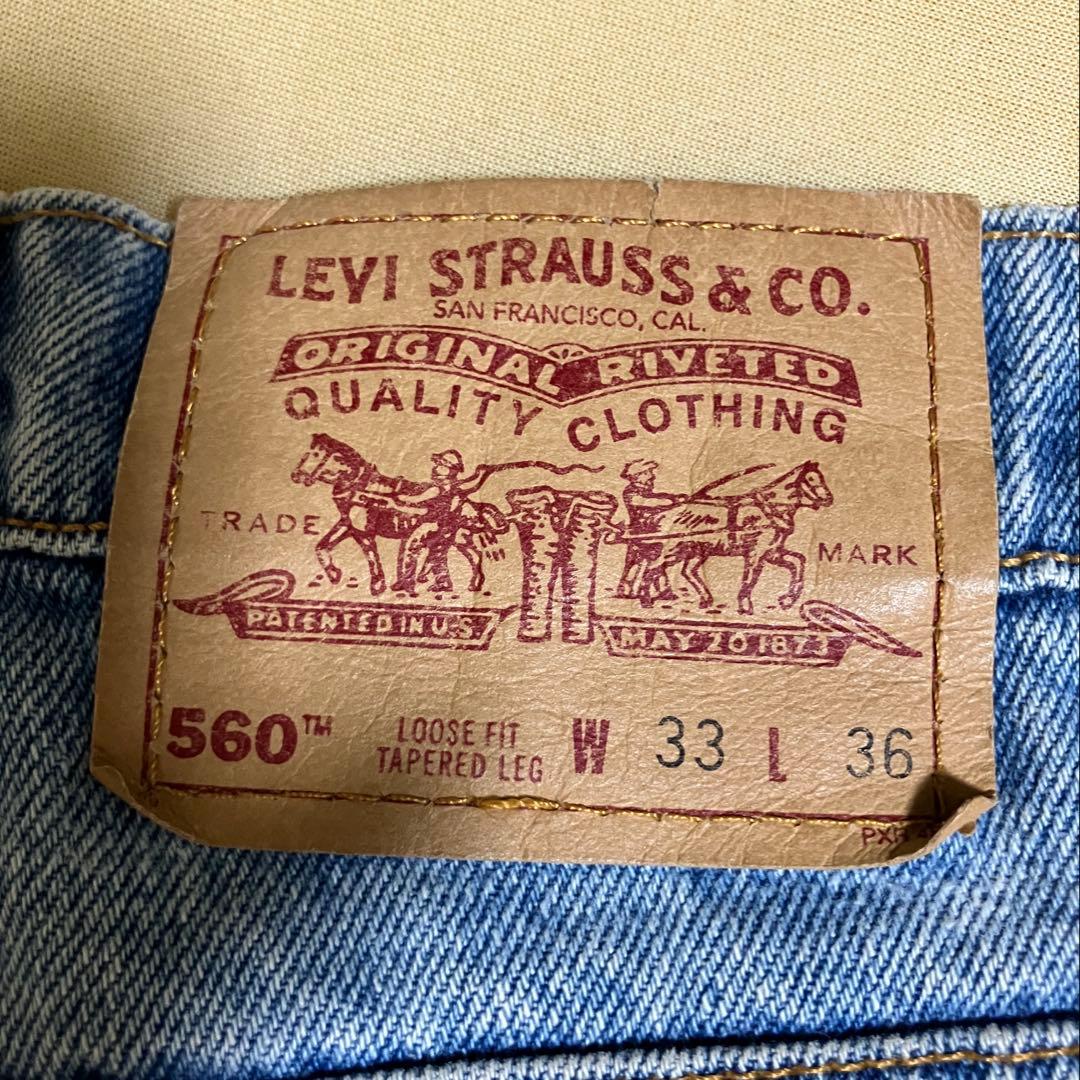 LEVI STRAUSS & CO.
SAN FRANCISCO, CAL.
ORIGINAL RIVETED
QUALITY CLOTHING
TRADE MARK
PATENTED IN U.S. MAY 20 1873
560™ LOOSE FIT W 33 L 36
TAPERED LEG